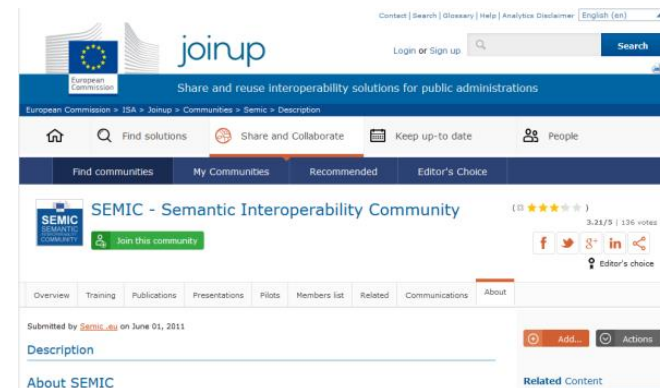 Contact | Search | Glossary | Help | Analytics Disclaimer English (en)
joinup
Login or Sign up
Search
European
Commission
Share and reuse interoperability solutions for public administrations
European Commission > ISA > Joinup > Communities > Semic > Description
Find solutions Share and Collaborate Keep up-to date People
Find communities My Communities Recommended Editor's Choice
SEMIC
SEMANTIC
COMMUNITY
SEMIC - Semantic Interoperability Community
3.21/5 | 136 votes
Join this community
Editor's choice
Overview Training Publications Presentations Pilots Members list Related Communications About
Submitted by Semic .eu on June 01, 2011
Add... Actions
Description
About SEMIC
Related Content